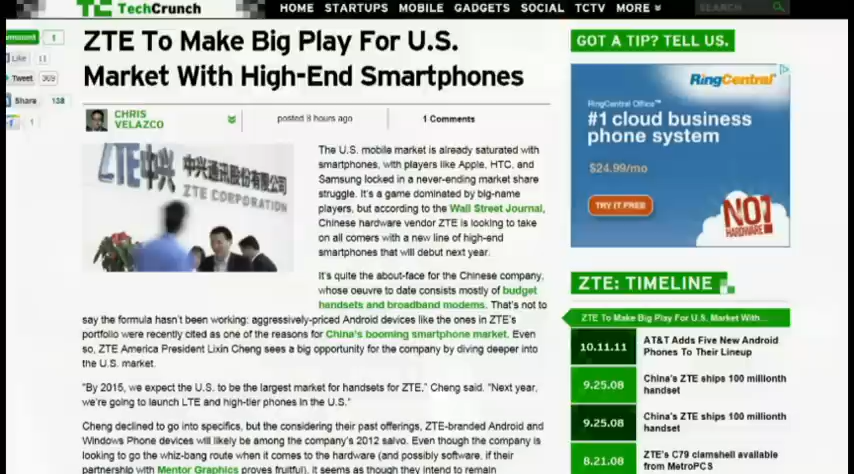 TechCrunch
HOME STARTUPS MOBILE GADGETS SOCIAL TCTV MORE
SEARCH
1
Like 11
Tweet 309
Share 138
1
ZTE To Make Big Play For U.S.
Market With High-End Smartphones
CHRIS
VELAZCO
posted 8 hours ago
1 Comments
ZTE中兴 中兴通讯股份有限公司
ZTE CORPORATION
The U.S. mobile market is already saturated with
smartphones, with players like Apple, HTC, and
Samsung locked in a never-ending market share
struggle. It's a game dominated by big-name
players, but according to the Wall Street Journal,
Chinese hardware vendor ZTE is looking to take
on all comers with a new line of high-end
smartphones that will debut next year.
It's quite the about-face for the Chinese company,
whose oeuvre to date consists mostly of budget
handsets and broadband modems. That's not to
say the formula hasn't been working: aggressively-priced Android devices like the ones in ZTE's
portfolio were recently cited as one of the reasons for China's booming smartphone market. Even
so, ZTE America President Lixin Cheng sees a big opportunity for the company by diving deeper into
the U.S. market.
"By 2015, we expect the U.S. to be the largest market for handsets for ZTE," Cheng said. "Next year,
we're going to launch LTE and high-tier phones in the U.S."
Cheng declined to go into specifics, but the considering their past offerings, ZTE-branded Android and
Windows Phone devices will likely be among the company's 2012 salvo. Even though the company is
looking to go the whiz-bang route when it comes to the hardware (and possibly software, if their
partnership with Mentor Graphics proves fruitful), it seems as though they intend to remain
GOT A TIP? TELL US.
RingCentral
RingCentral Office™
#1 cloud business
phone system
$24.99/mo
TRY IT FREE
NO!
HARDWARE
ZTE: TIMELINE
ZTE To Make Big Play For U.S. Market With...
10.11.11 AT&T Adds Five New Android
Phones To Their Lineup
9.25.08 China's ZTE ships 100 millionth
handset
9.25.08 China's ZTE ships 100 millionth
handset
8.21.08 ZTE's C79 clamshell available
from MetroPCS